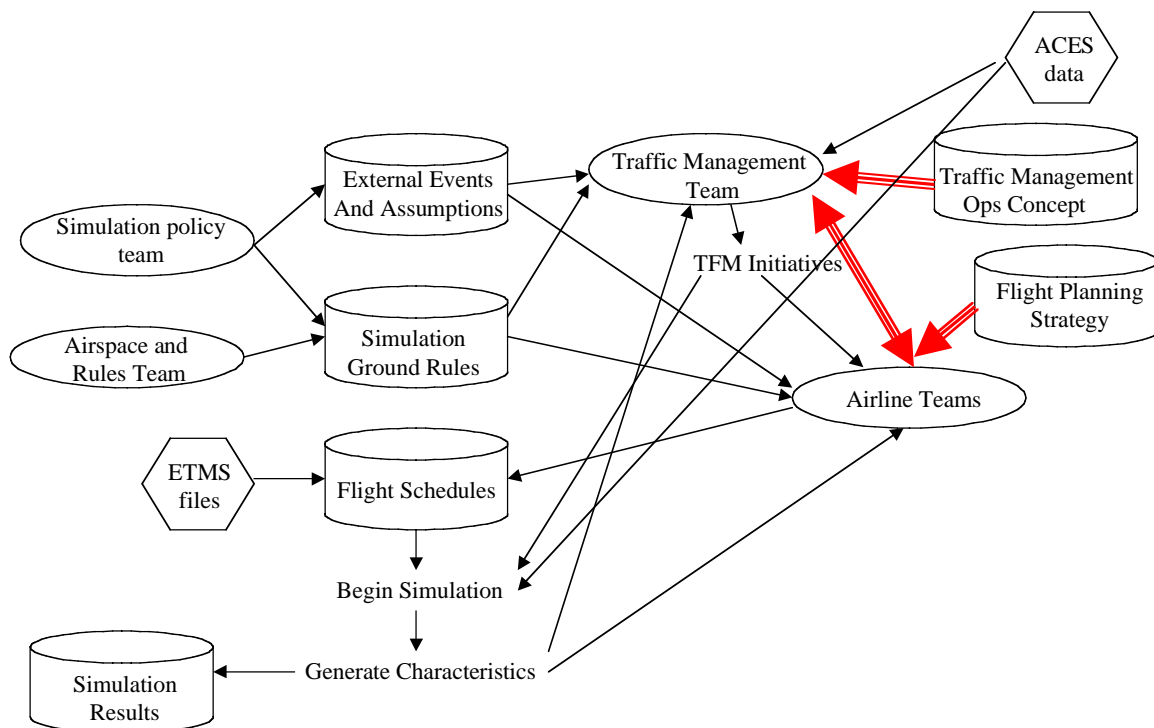 ACES
data
External Events
And Assumptions
Traffic Management
Team
Traffic Management
Ops Concept
Simulation policy
team
TFM Initiatives
Flight Planning
Strategy
Airspace and
Rules Team
Simulation
Ground Rules
Airline Teams
ETMS
files
Flight Schedules
Begin Simulation
Generate Characteristics
Simulation
Results